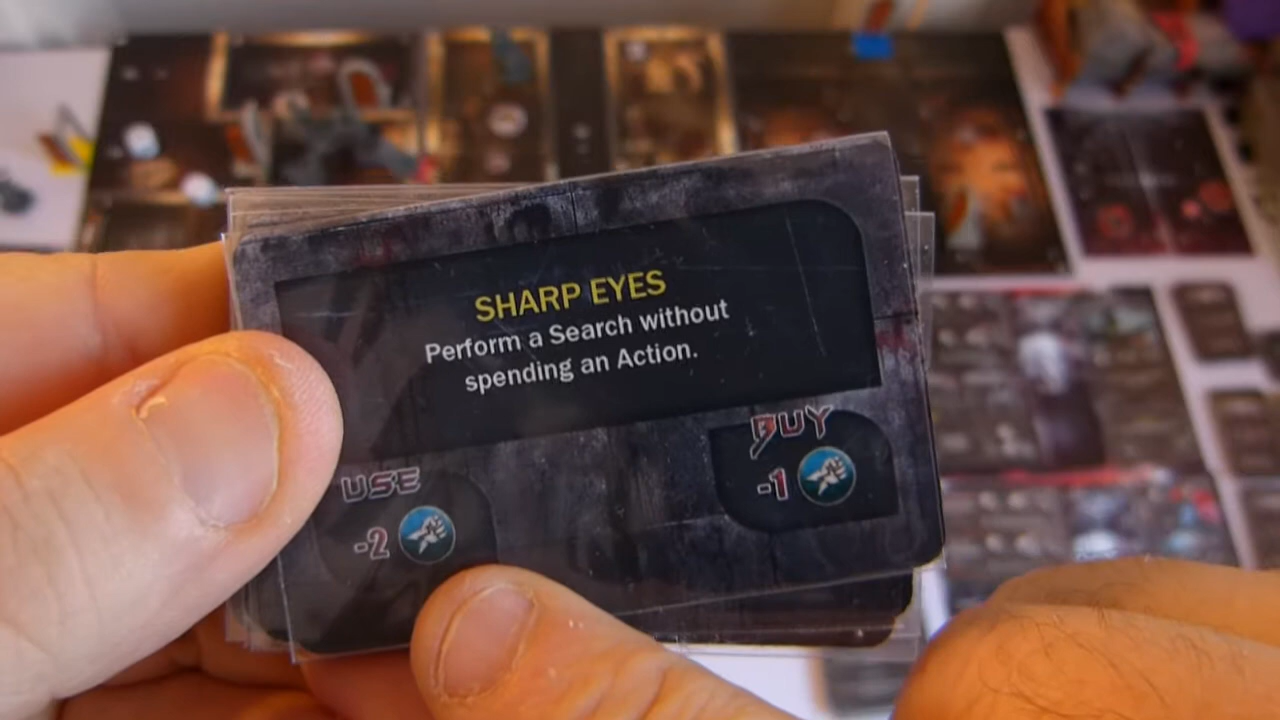 SHARP EYES
Perform a Search without
spending an Action.
BUY
-1
USE
-2